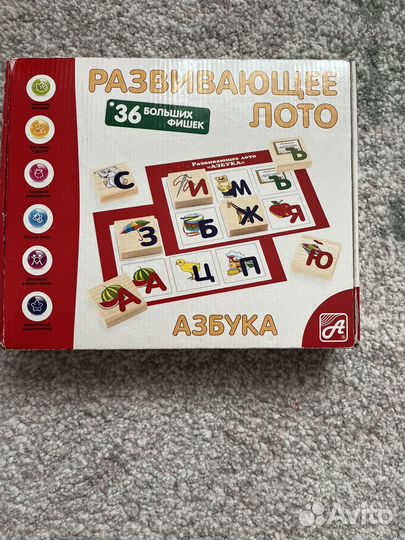 РАЗВИВАЮЩЕЕ
ЛОТО
36 БОЛЬШИХ
ФИШЕК
Развивающее лото
«АЗБУКА»
Ъ
С
И
М
Ъ
З
Б
Ж
Я
А
А
Ц
П
Ю
АЗБУКА
А
Avito